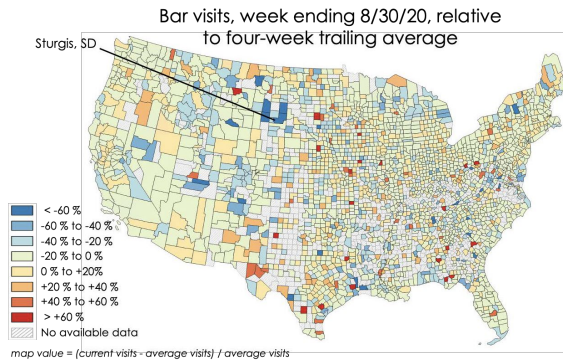 Bar visits, week ending 8/30/20, relative
to four-week trailing average
Sturgis, SD
< -60 %
-60 % to -40 %
-40 % to -20 %
-20 % to 0 %
0 % to +20%
+20 % to +40%
+40 % to +60%
> +60 %
No available data
map value = (current visits - average visits) / average visits